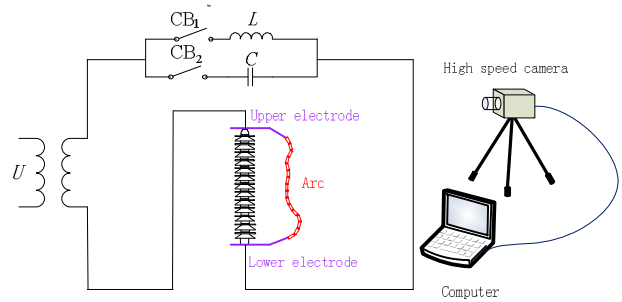 CB1
L
CB2
C
High speed camera
Upper electrode
U
Arc
Lower electrode
Computer